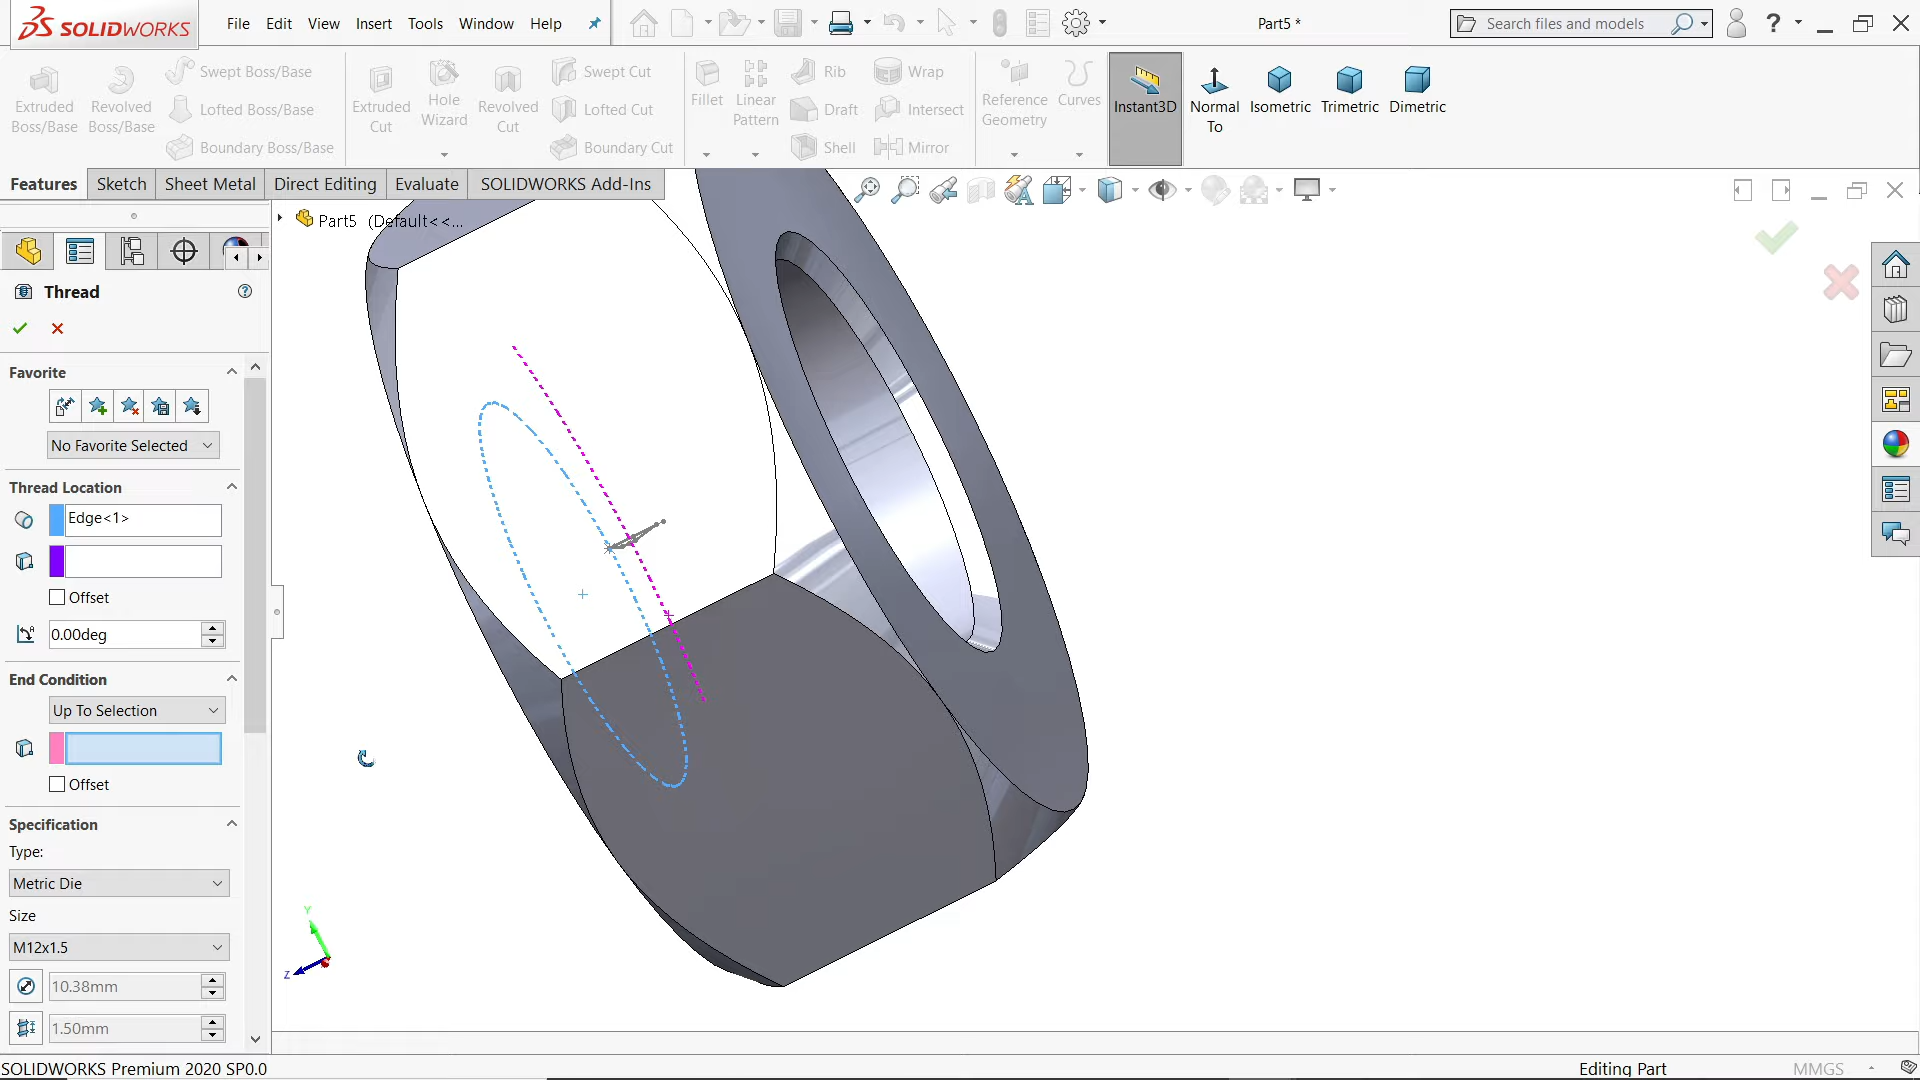 SOLIDWORKS
File Edit View Insert Tools Window Help
Part5 *
Search files and models
?
Extruded Boss/Base
Revolved Boss/Base
Swept Boss/Base
Lofted Boss/Base
Boundary Boss/Base
Extruded Cut
Hole Wizard
Revolved Cut
Swept Cut
Lofted Cut
Boundary Cut
Fillet
Linear Pattern
Rib
Draft
Shell
Wrap
Intersect
Mirror
Reference Geometry
Curves
Instant3D
Normal To
Isometric
Trimetric
Dimetric
Features Sketch Sheet Metal Direct Editing Evaluate SOLIDWORKS Add-Ins
Part5 (Default<<...
Thread
Favorite
No Favorite Selected
Thread Location
Edge<1>
Offset
0.00deg
End Condition
Up To Selection
Offset
Specification
Type:
Metric Die
Size
M12x1.5
10.38mm
1.50mm
Y
Z
SOLIDWORKS Premium 2020 SP0.0
Editing Part
MMGS